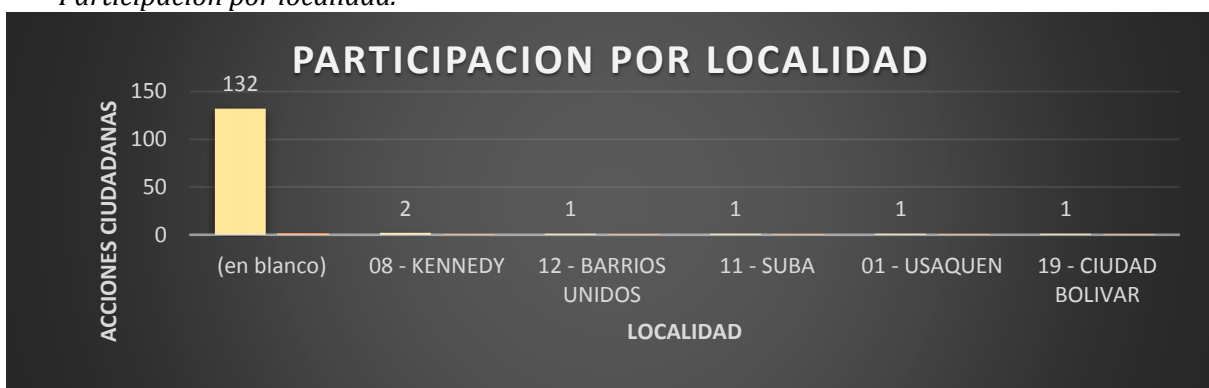 Participación por localidad.
PARTICIPACION POR LOCALIDAD
132
150
100
50
0
2
1
1
1
1
ACCIONES CIUDADANAS
(en blanco)
08 - KENNEDY
12 - BARRIOS
UNIDOS
11 - SUBA
01 - USAQUEN
19 - CIUDAD
BOLIVAR
LOCALIDAD